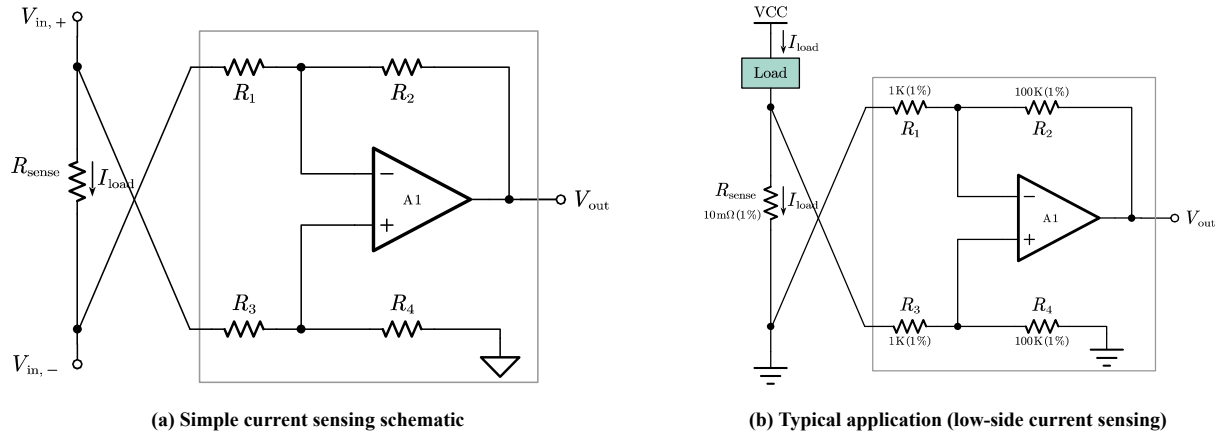 V_in,+
R_1
R_2
R_sense
I_load
−
A1
+
V_out
R_3
R_4
V_in,−
(a) Simple current sensing schematic
VCC
I_load
Load
1K(1%)
100K(1%)
R_1
R_2
R_sense
10mΩ(1%)
I_load
−
A1
+
V_out
R_3
R_4
1K(1%)
100K(1%)
(b) Typical application (low-side current sensing)